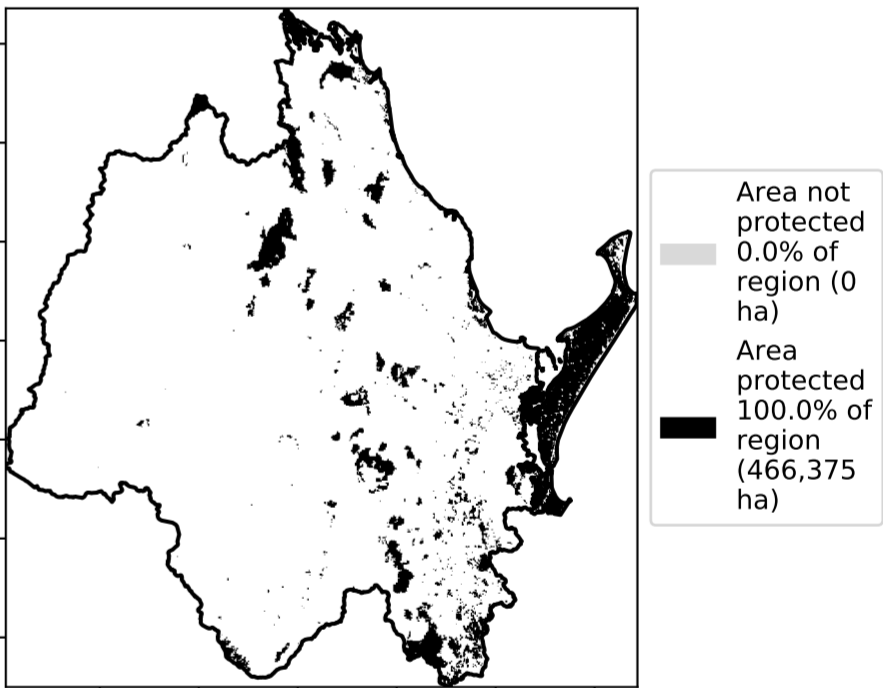 Area not
protected
0.0% of
region (0
ha)
Area
protected
100.0% of
region
(466,375
ha)